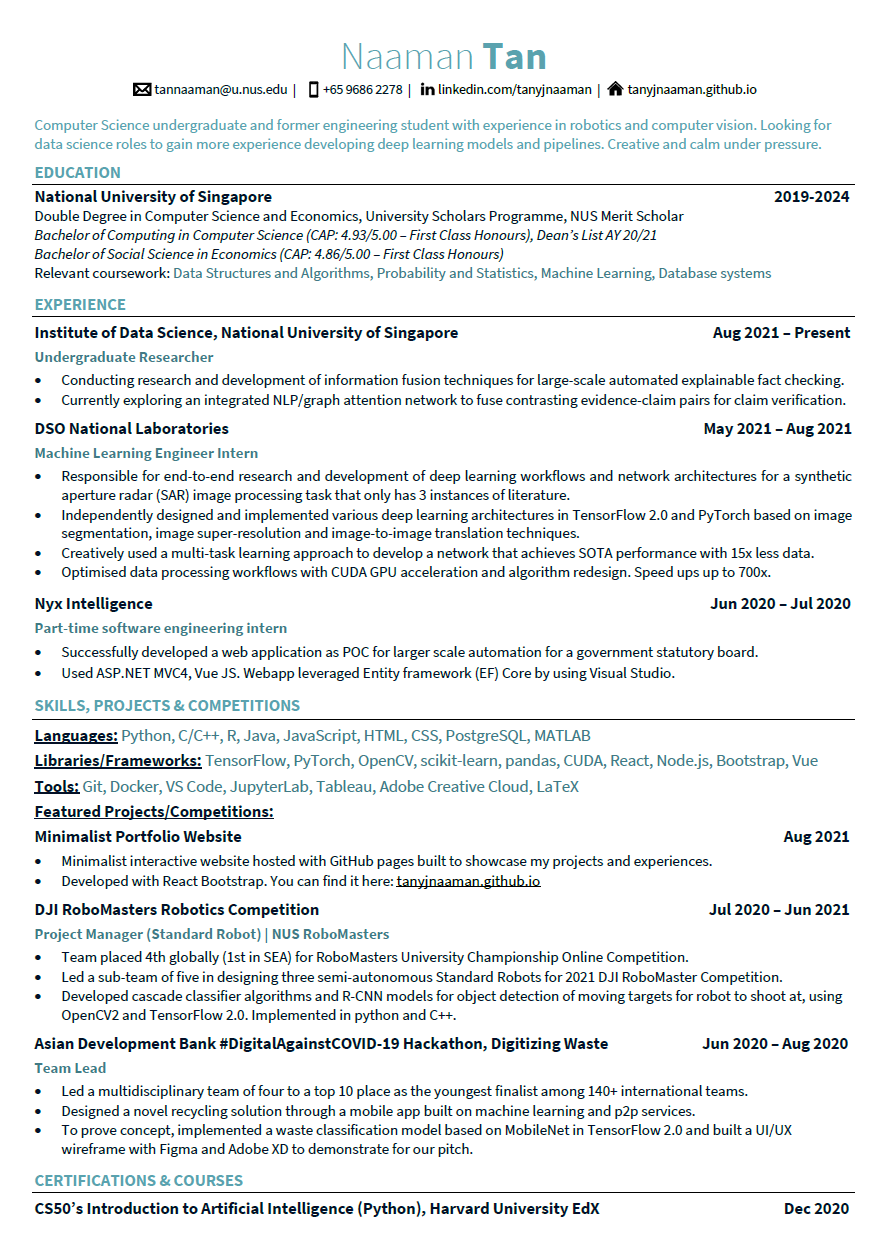 Naaman Tan
tannaaman@u.nus.edu | +65 9686 2278 | linkedin.com/tanyjnaaman | tanyjnaaman.github.io
Computer Science undergraduate and former engineering student with experience in robotics and computer vision. Looking for
data science roles to gain more experience developing deep learning models and pipelines. Creative and calm under pressure.
EDUCATION
National University of Singapore 2019-2024
Double Degree in Computer Science and Economics, University Scholars Programme, NUS Merit Scholar
Bachelor of Computing in Computer Science (CAP: 4.93/5.00 – First Class Honours), Dean's List AY 20/21
Bachelor of Social Science in Economics (CAP: 4.86/5.00 – First Class Honours)
Relevant coursework: Data Structures and Algorithms, Probability and Statistics, Machine Learning, Database systems
EXPERIENCE
Institute of Data Science, National University of Singapore Aug 2021 – Present
Undergraduate Researcher
• Conducting research and development of information fusion techniques for large-scale automated explainable fact checking.
• Currently exploring an integrated NLP/graph attention network to fuse contrasting evidence-claim pairs for claim verification.
DSO National Laboratories May 2021 – Aug 2021
Machine Learning Engineer Intern
• Responsible for end-to-end research and development of deep learning workflows and network architectures for a synthetic
aperture radar (SAR) image processing task that only has 3 instances of literature.
• Independently designed and implemented various deep learning architectures in TensorFlow 2.0 and PyTorch based on image
segmentation, image super-resolution and image-to-image translation techniques.
• Creatively used a multi-task learning approach to develop a network that achieves SOTA performance with 15x less data.
• Optimised data processing workflows with CUDA GPU acceleration and algorithm redesign. Speed ups up to 700x.
Nyx Intelligence Jun 2020 – Jul 2020
Part-time software engineering intern
• Successfully developed a web application as POC for larger scale automation for a government statutory board.
• Used ASP.NET MVC4, Vue JS. Webapp leveraged Entity framework (EF) Core by using Visual Studio.
SKILLS, PROJECTS & COMPETITIONS
Languages: Python, C/C++, R, Java, JavaScript, HTML, CSS, PostgreSQL, MATLAB
Libraries/Frameworks: TensorFlow, PyTorch, OpenCV, scikit-learn, pandas, CUDA, React, Node.js, Bootstrap, Vue
Tools: Git, Docker, VS Code, JupyterLab, Tableau, Adobe Creative Cloud, LaTeX
Featured Projects/Competitions:
Minimalist Portfolio Website Aug 2021
• Minimalist interactive website hosted with GitHub pages built to showcase my projects and experiences.
• Developed with React Bootstrap. You can find it here: tanyjnaaman.github.io
DJI RoboMasters Robotics Competition Jul 2020 – Jun 2021
Project Manager (Standard Robot) | NUS RoboMasters
• Team placed 4th globally (1st in SEA) for RoboMasters University Championship Online Competition.
• Led a sub-team of five in designing three semi-autonomous Standard Robots for 2021 DJI RoboMaster Competition.
• Developed cascade classifier algorithms and R-CNN models for object detection of moving targets for robot to shoot at, using
OpenCV2 and TensorFlow 2.0. Implemented in python and C++.
Asian Development Bank #DigitalAgainstCOVID-19 Hackathon, Digitizing Waste Jun 2020 – Aug 2020
Team Lead
• Led a multidisciplinary team of four to a top 10 place as the youngest finalist among 140+ international teams.
• Designed a novel recycling solution through a mobile app built on machine learning and p2p services.
• To prove concept, implemented a waste classification model based on MobileNet in TensorFlow 2.0 and built a UI/UX
wireframe with Figma and Adobe XD to demonstrate for our pitch.
CERTIFICATIONS & COURSES
CS50's Introduction to Artificial Intelligence (Python), Harvard University EdX Dec 2020